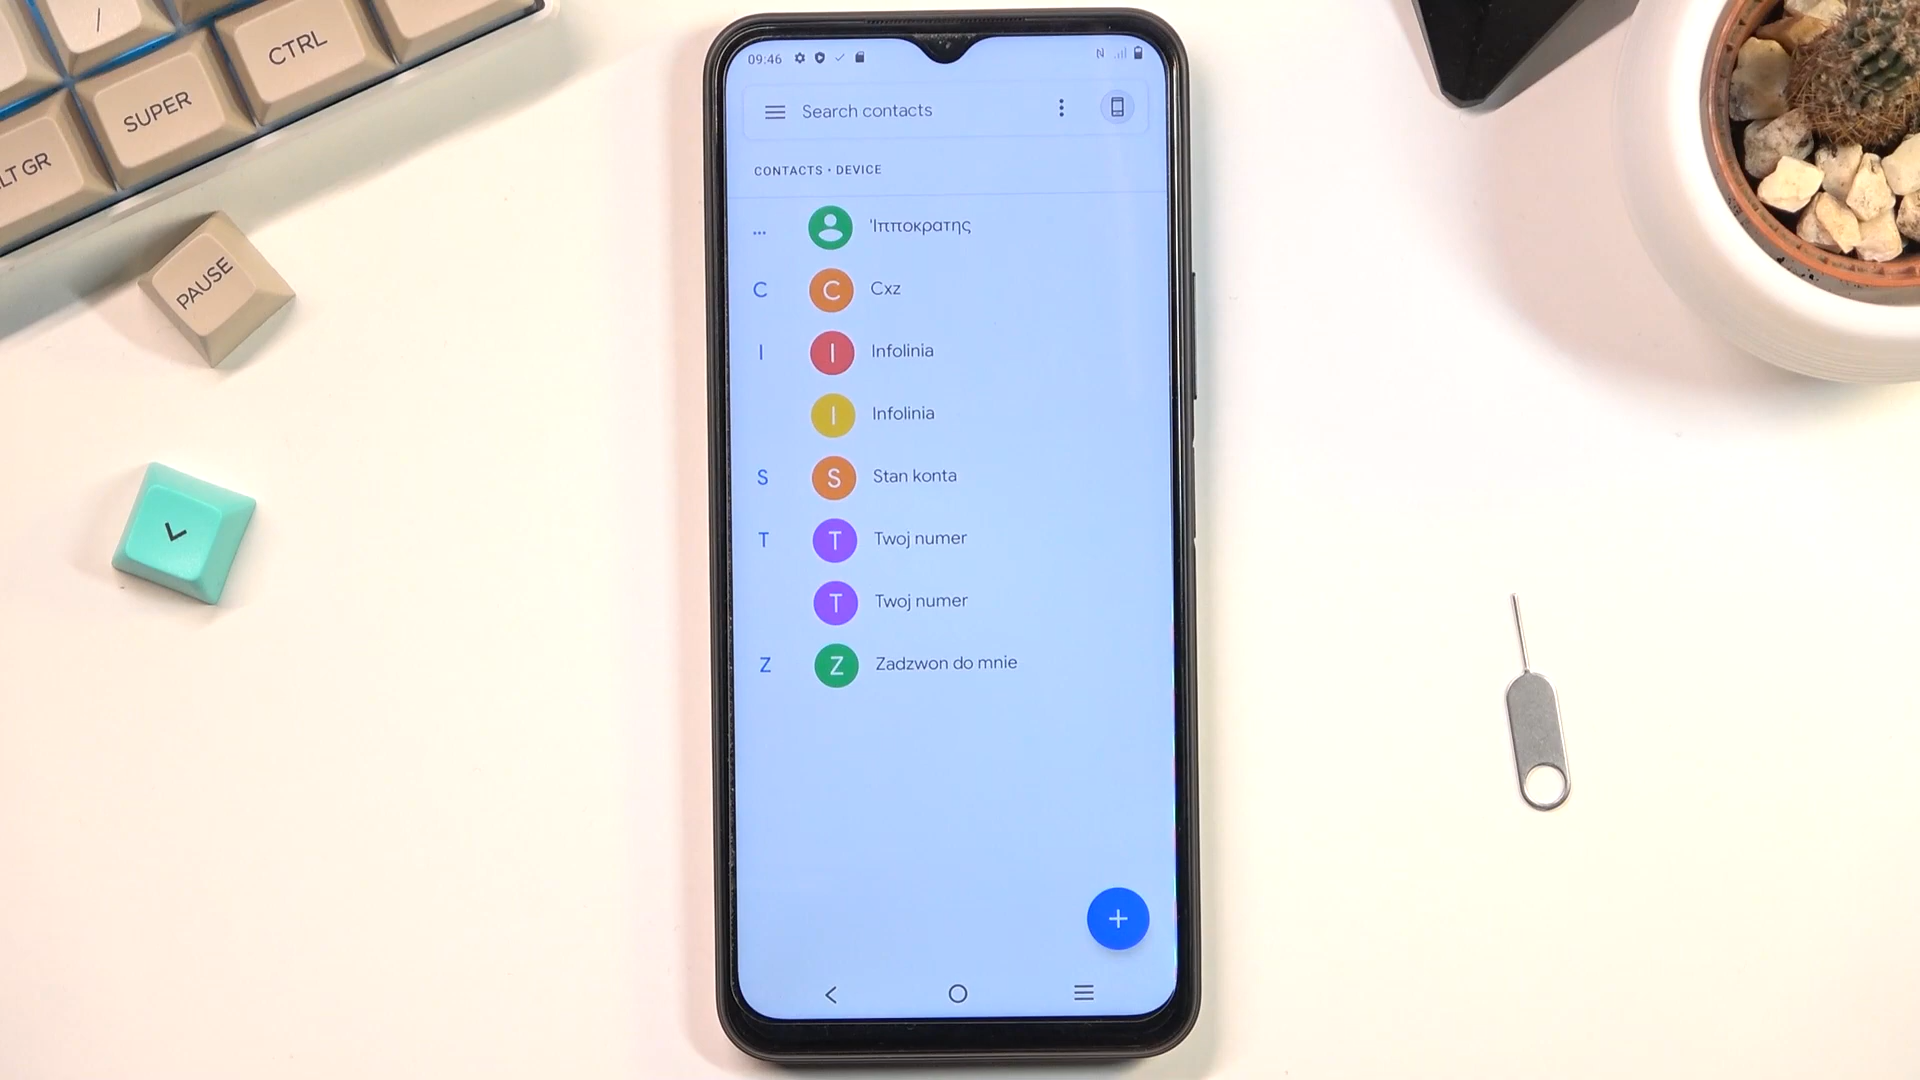 /
CTRL
SUPER
LT GR
PAUSE
09:46
N
Search contacts
CONTACTS • DEVICE
... Ἱπποκρατης
C C Cxz
I I Infolinia
I Infolinia
S S Stan konta
T T Twoj numer
T Twoj numer
Z Z Zadzwon do mnie
+